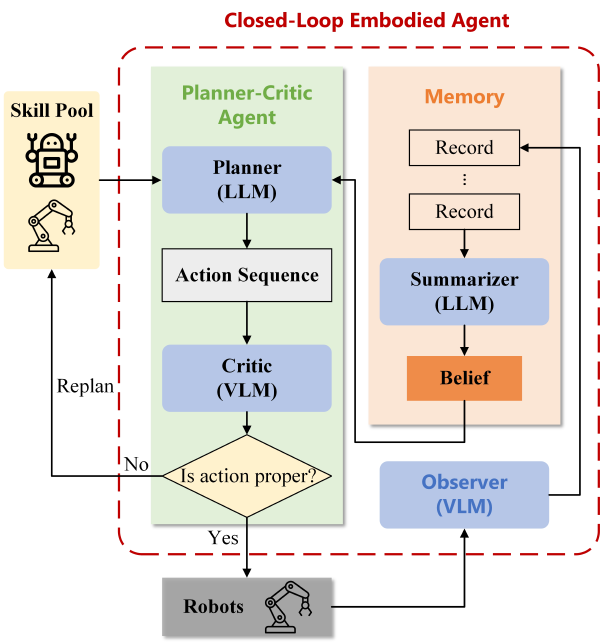 Closed-Loop Embodied Agent
Skill Pool
Planner-Critic
Agent
Planner
(LLM)
Action Sequence
Critic
(VLM)
Is action proper?
No
Replan
Yes
Robots
Memory
Record
...
Record
Summarizer
(LLM)
Belief
Observer
(VLM)